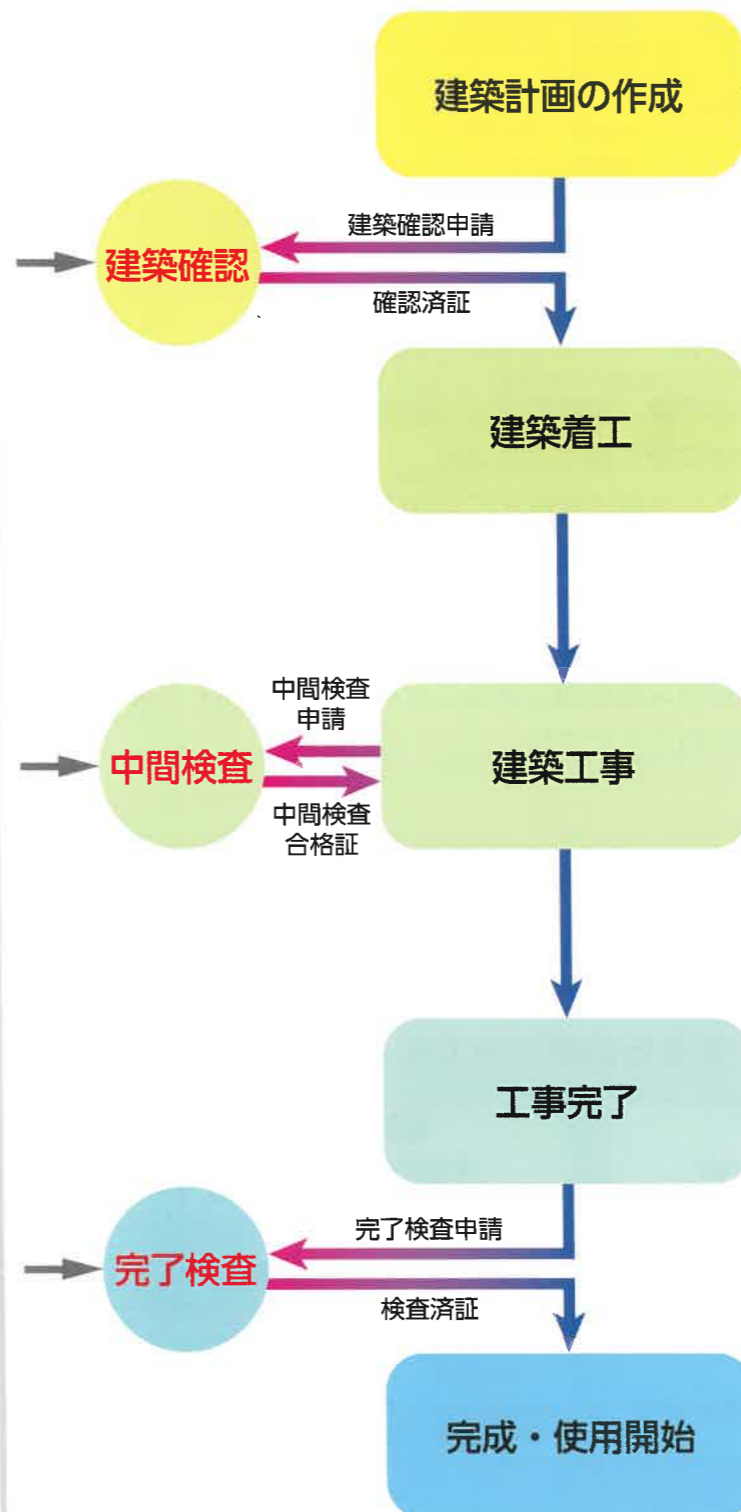 建築計画の作成
建築確認申請
建築確認
確認済証
建築着工
中間検査
申請
中間検査
建築工事
中間検査
合格証
工事完了
完了検査申請
完了検査
検査済証
完成・使用開始